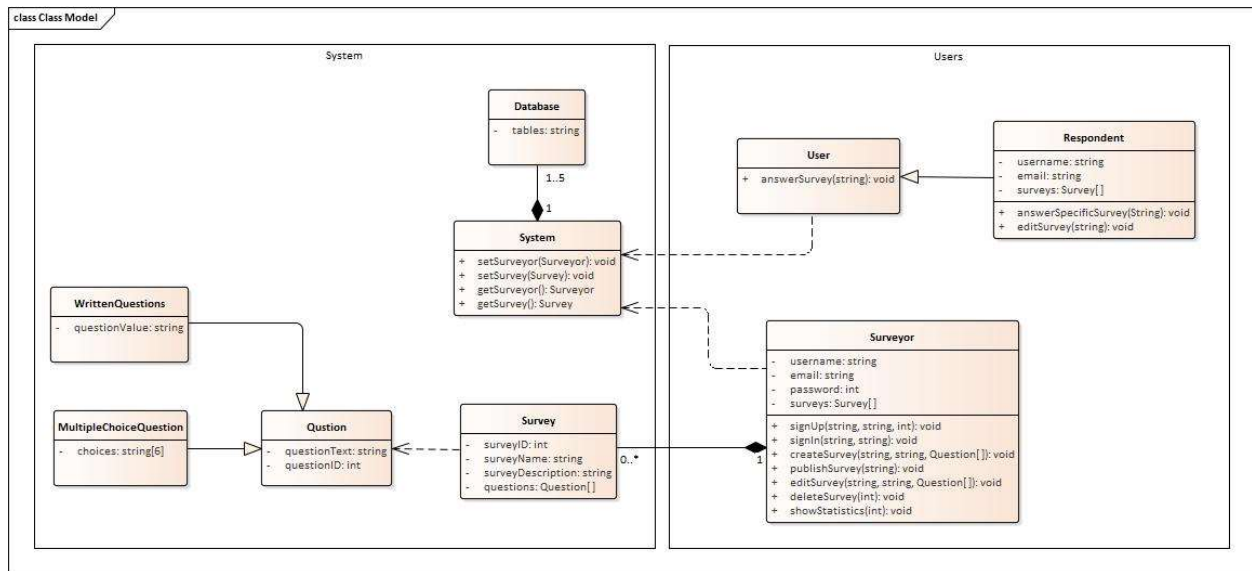 class Class Model
System
Users
Database
- tables: string
1..5
1
System
+ setSurveyor(Surveyor): void
+ setSurvey(Survey): void
+ getSurveyor(): Surveyor
+ getSurvey(): Survey
User
+ answerSurvey(string): void
Respondent
- username: string
- email: string
- surveys: Survey[]
+ answerSpecificSurvey(String): void
+ editSurvey(string): void
WrittenQuestions
- questionValue: string
MultipleChoiceQuestion
- choices: string[6]
Qustion
- questionText: string
- questionID: int
Survey
- surveyID: int
- surveyName: string
- surveyDescription: string
- questions: Question[]
0..*
1
Surveyor
- username: string
- email: string
- password: int
- surveys: Survey[]
+ signUp(string, string, int): void
+ signIn(string, string): void
+ createSurvey(string, string, Question[]): void
+ publishSurvey(string): void
+ editSurvey(string, string, Question[]): void
+ deleteSurvey(int): void
+ showStatistics(int): void